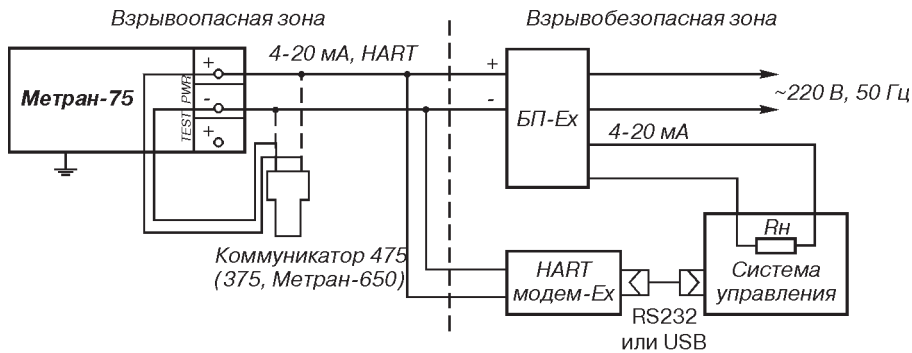 Взрывоопасная зона
Взрывобезопасная зона
4-20 мА, HART
Метран-75
+
-
+
TEST PWR
+
-
БП-Ex
~220 В, 50 Гц
4-20 мА
Коммуникатор 475
(375, Метран-650)
HART
модем-Ex
RS232
или USB
Rн
Система
управления